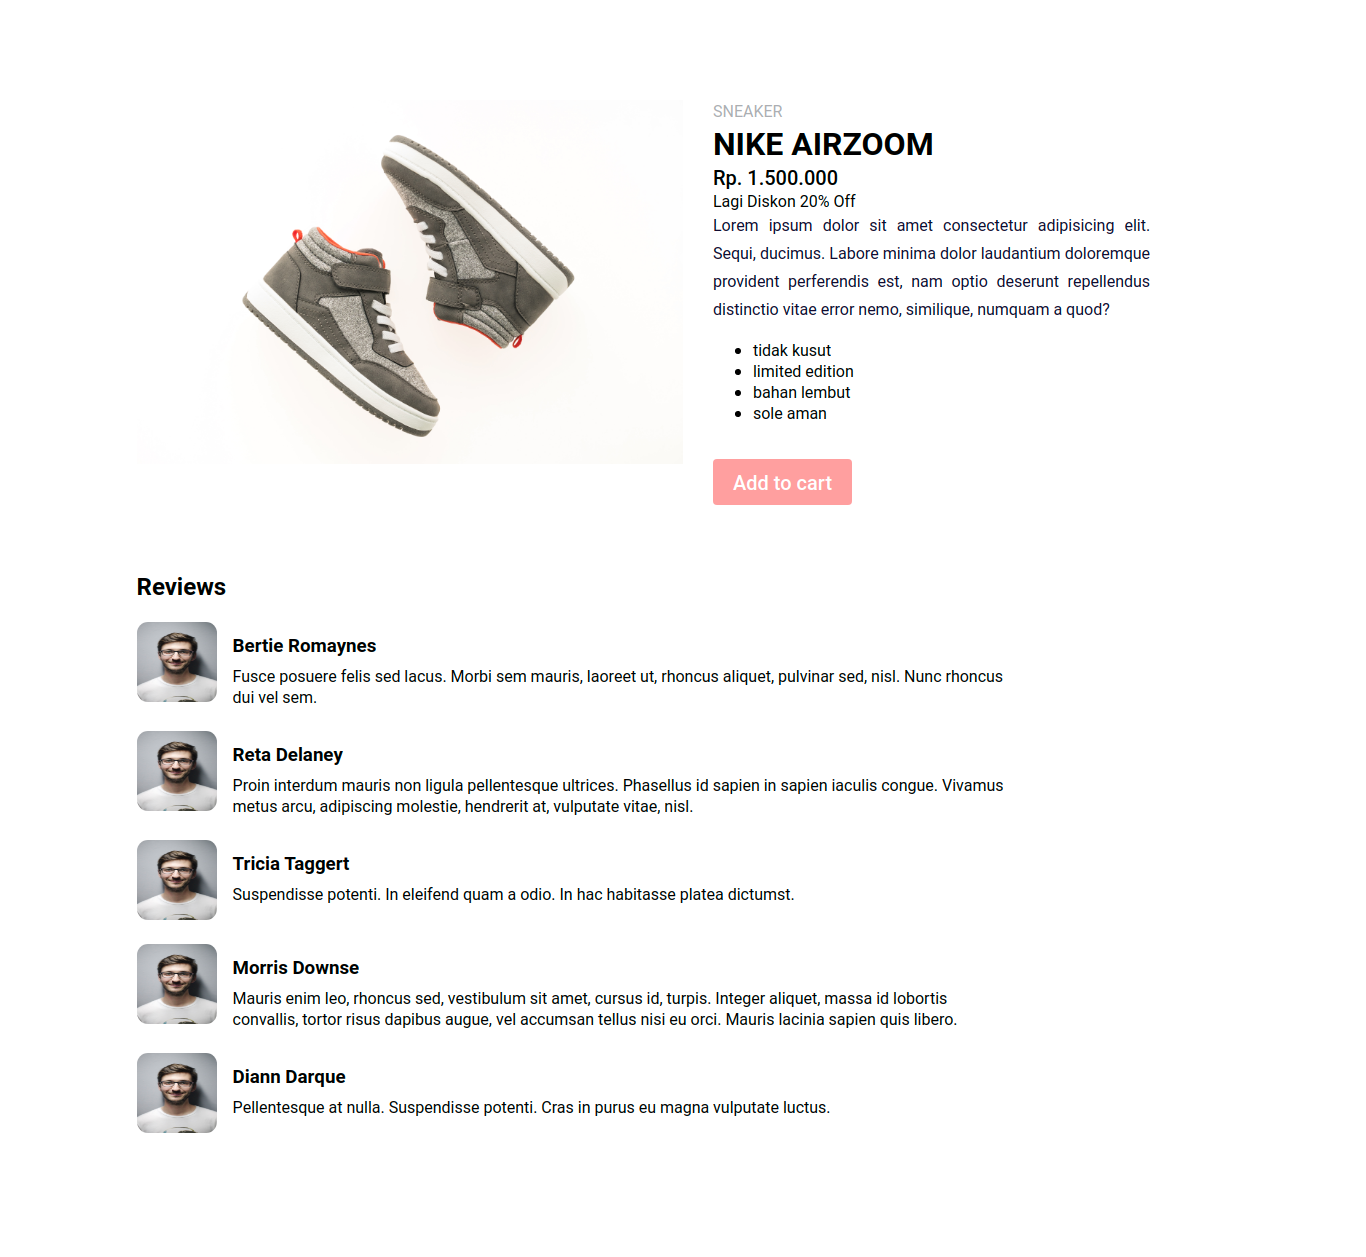 SNEAKER
NIKE AIRZOOM
Rp. 1.500.000
Lagi Diskon 20% Off
Lorem ipsum dolor sit amet consectetur adipisicing elit.
Sequi, ducimus. Labore minima dolor laudantium doloremque
provident perferendis est, nam optio deserunt repellendus
distinctio vitae error nemo, similique, numquam a quod?
tidak kusut
limited edition
bahan lembut
sole aman
Add to cart
Reviews
Bertie Romaynes
Fusce posuere felis sed lacus. Morbi sem mauris, laoreet ut, rhoncus aliquet, pulvinar sed, nisl. Nunc rhoncus
dui vel sem.
Reta Delaney
Proin interdum mauris non ligula pellentesque ultrices. Phasellus id sapien in sapien iaculis congue. Vivamus
metus arcu, adipiscing molestie, hendrerit at, vulputate vitae, nisl.
Tricia Taggert
Suspendisse potenti. In eleifend quam a odio. In hac habitasse platea dictumst.
Morris Downse
Mauris enim leo, rhoncus sed, vestibulum sit amet, cursus id, turpis. Integer aliquet, massa id lobortis
convallis, tortor risus dapibus augue, vel accumsan tellus nisi eu orci. Mauris lacinia sapien quis libero.
Diann Darque
Pellentesque at nulla. Suspendisse potenti. Cras in purus eu magna vulputate luctus.